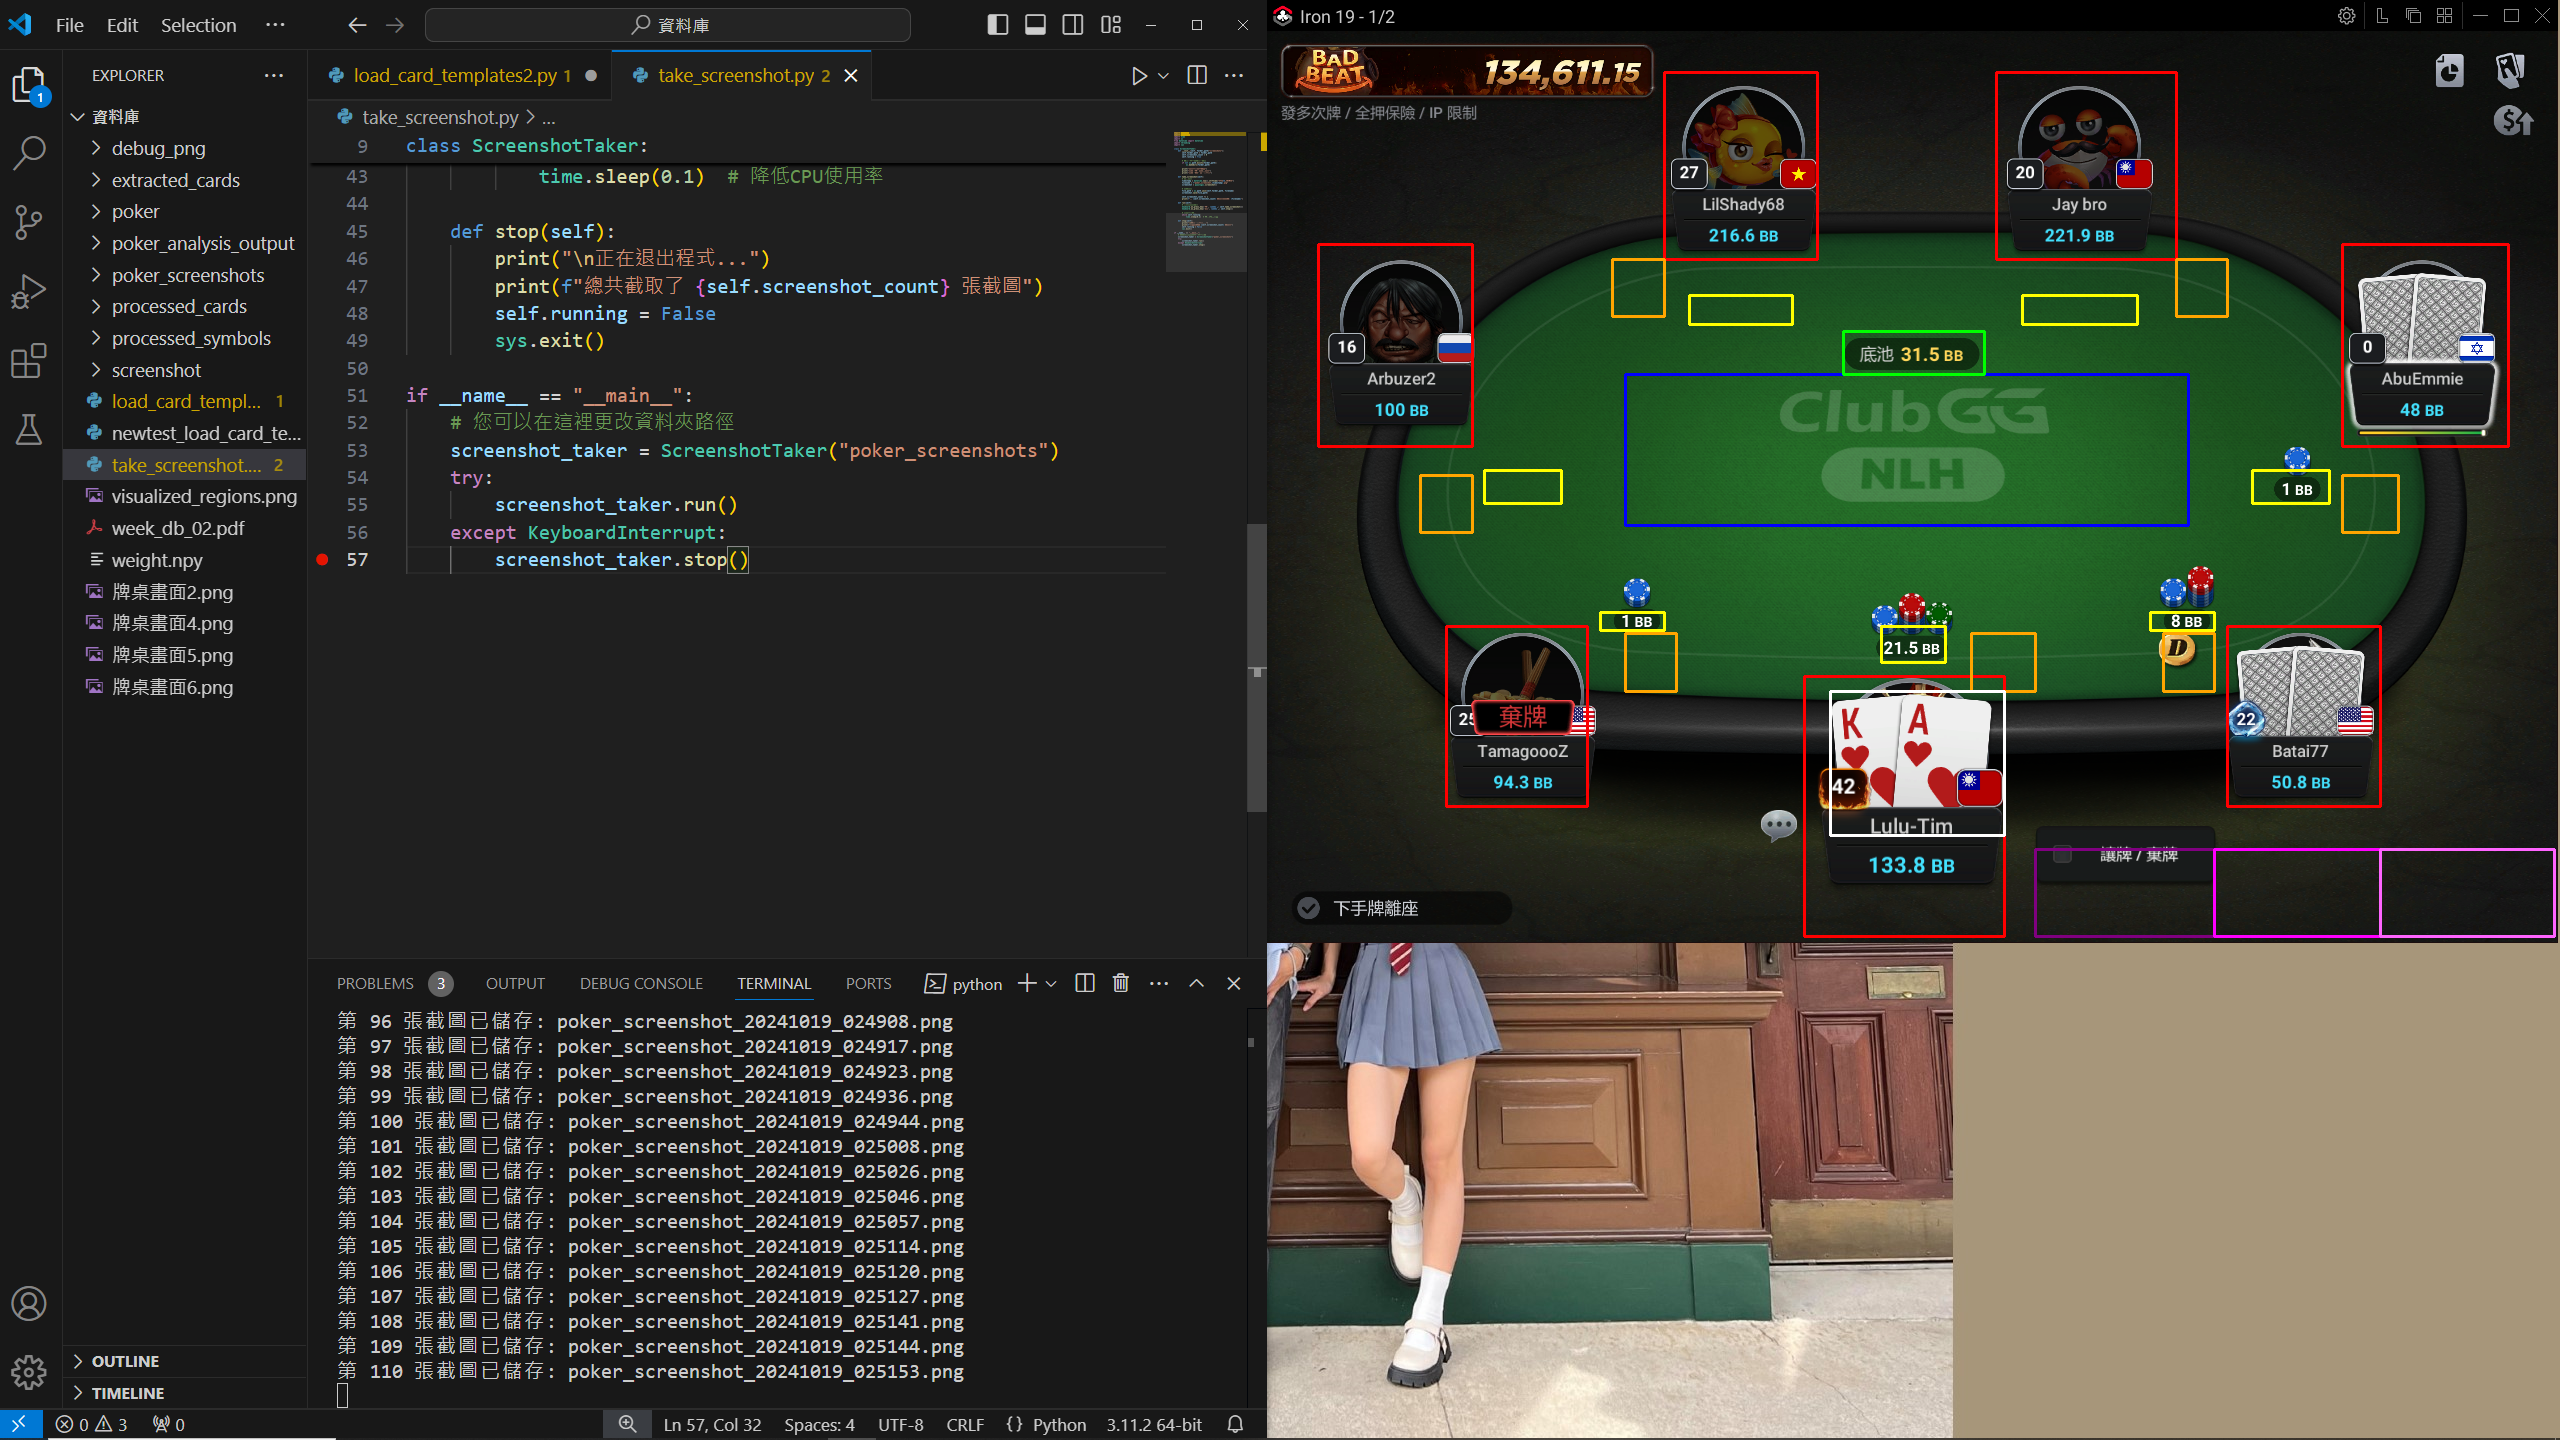 File Edit Selection ···
資料庫
EXPLORER ···
1
資料庫
debug_png
extracted_cards
poker
poker_analysis_output
poker_screenshots
processed_cards
processed_symbols
screenshot
load_card_templ... 1
newtest_load_card_te...
take_screenshot.... 2
visualized_regions.png
week_db_02.pdf
weight.npy
牌桌畫面2.png
牌桌畫面4.png
牌桌畫面5.png
牌桌畫面6.png
OUTLINE
TIMELINE
load_card_templates2.py 1
take_screenshot.py 2
take_screenshot.py > ...
9 class ScreenshotTaker:
43 time.sleep(0.1) # 降低CPU使用率
44
45 def stop(self):
46 print("\n正在退出程式...")
47 print(f"總共截取了 {self.screenshot_count} 張截圖")
48 self.running = False
49 sys.exit()
50
51 if __name__ == "__main__":
52 # 您可以在這裡更改資料夾路徑
53 screenshot_taker = ScreenshotTaker("poker_screenshots")
54 try:
55 screenshot_taker.run()
56 except KeyboardInterrupt:
57 screenshot_taker.stop()
PROBLEMS 3 OUTPUT DEBUG CONSOLE TERMINAL PORTS python
第 96 張截圖已儲存: poker_screenshot_20241019_024908.png
第 97 張截圖已儲存: poker_screenshot_20241019_024917.png
第 98 張截圖已儲存: poker_screenshot_20241019_024923.png
第 99 張截圖已儲存: poker_screenshot_20241019_024936.png
第 100 張截圖已儲存: poker_screenshot_20241019_024944.png
第 101 張截圖已儲存: poker_screenshot_20241019_025008.png
第 102 張截圖已儲存: poker_screenshot_20241019_025026.png
第 103 張截圖已儲存: poker_screenshot_20241019_025046.png
第 104 張截圖已儲存: poker_screenshot_20241019_025057.png
第 105 張截圖已儲存: poker_screenshot_20241019_025114.png
第 106 張截圖已儲存: poker_screenshot_20241019_025120.png
第 107 張截圖已儲存: poker_screenshot_20241019_025127.png
第 108 張截圖已儲存: poker_screenshot_20241019_025141.png
第 109 張截圖已儲存: poker_screenshot_20241019_025144.png
第 110 張截圖已儲存: poker_screenshot_20241019_025153.png
0 3 0 Ln 57, Col 32 Spaces: 4 UTF-8 CRLF {} Python 3.11.2 64-bit
Iron 19 - 1/2
BAD BEAT 134,611.15
發多次牌 / 全押保險 / IP 限制
27
LilShady68
216.6 BB
20
Jay bro
221.9 BB
16
Arbuzer2
100 BB
0
AbuEmmie
48 BB
底池 31.5 BB
ClubGG
NLH
1 BB
1 BB
21.5 BB
8 BB
D
25 棄牌
TamagoooZ
94.3 BB
K A
42
Lulu-Tim
133.8 BB
22
Batai77
50.8 BB
讓牌 / 棄牌
下手牌離座